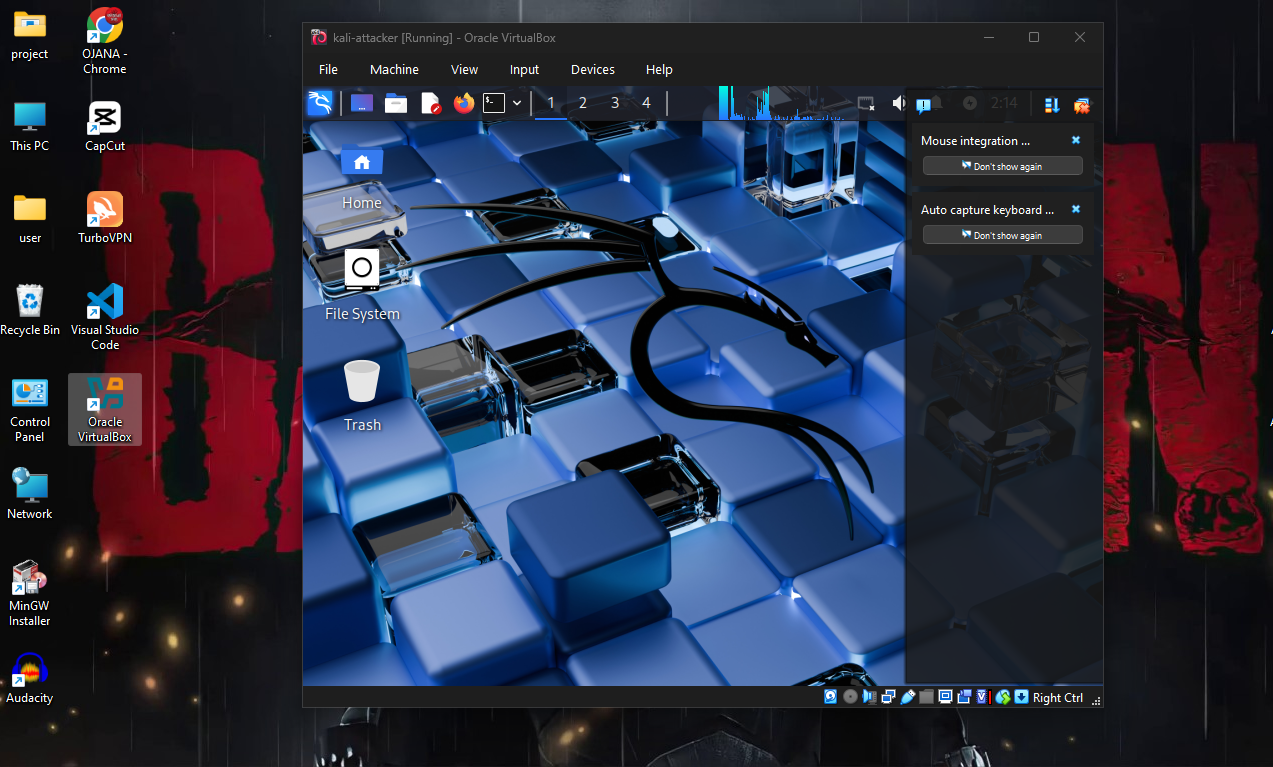 project
OJANA -
Chrome
This PC
CapCut
user
TurboVPN
Recycle Bin
Visual Studio
Code
Control
Panel
Oracle
VirtualBox
Network
MinGW
Installer
Audacity
kali-attacker [Running] - Oracle VirtualBox
File
Machine
View
Input
Devices
Help
1
2
3
4
2:14
Home
File System
Trash
Mouse integration ...
Don't show again
Auto capture keyboard ...
Don't show again
Right Ctrl